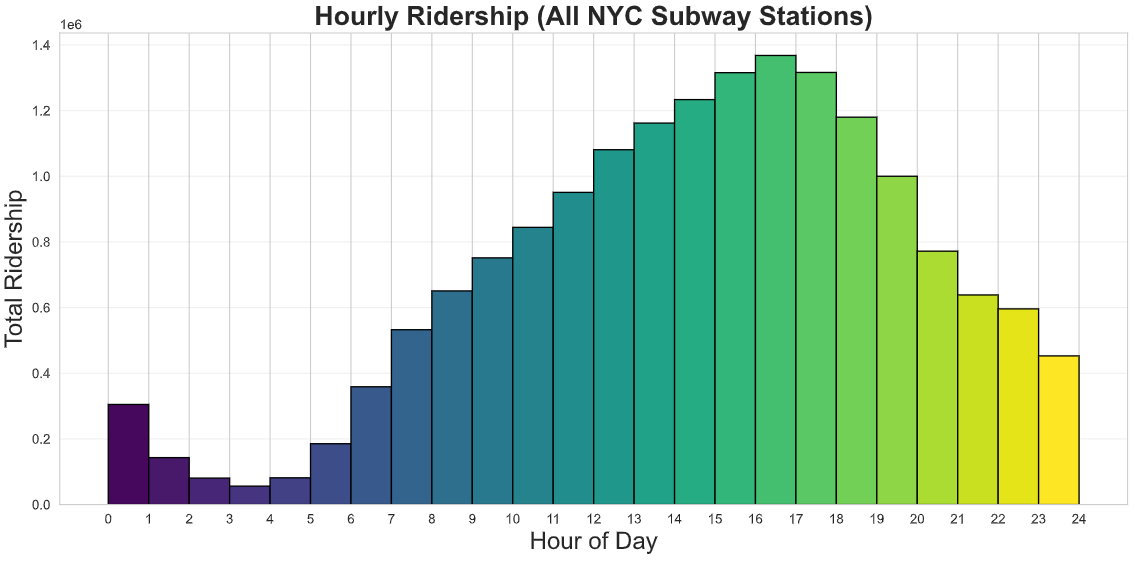 Hourly Ridership (All NYC Subway Stations)
1e6
1.4
1.2
1.0
0.8
0.6
0.4
0.2
0.0
Total Ridership
0 1 2 3 4 5 6 7 8 9 10 11 12 13 14 15 16 17 18 19 20 21 22 23 24
Hour of Day